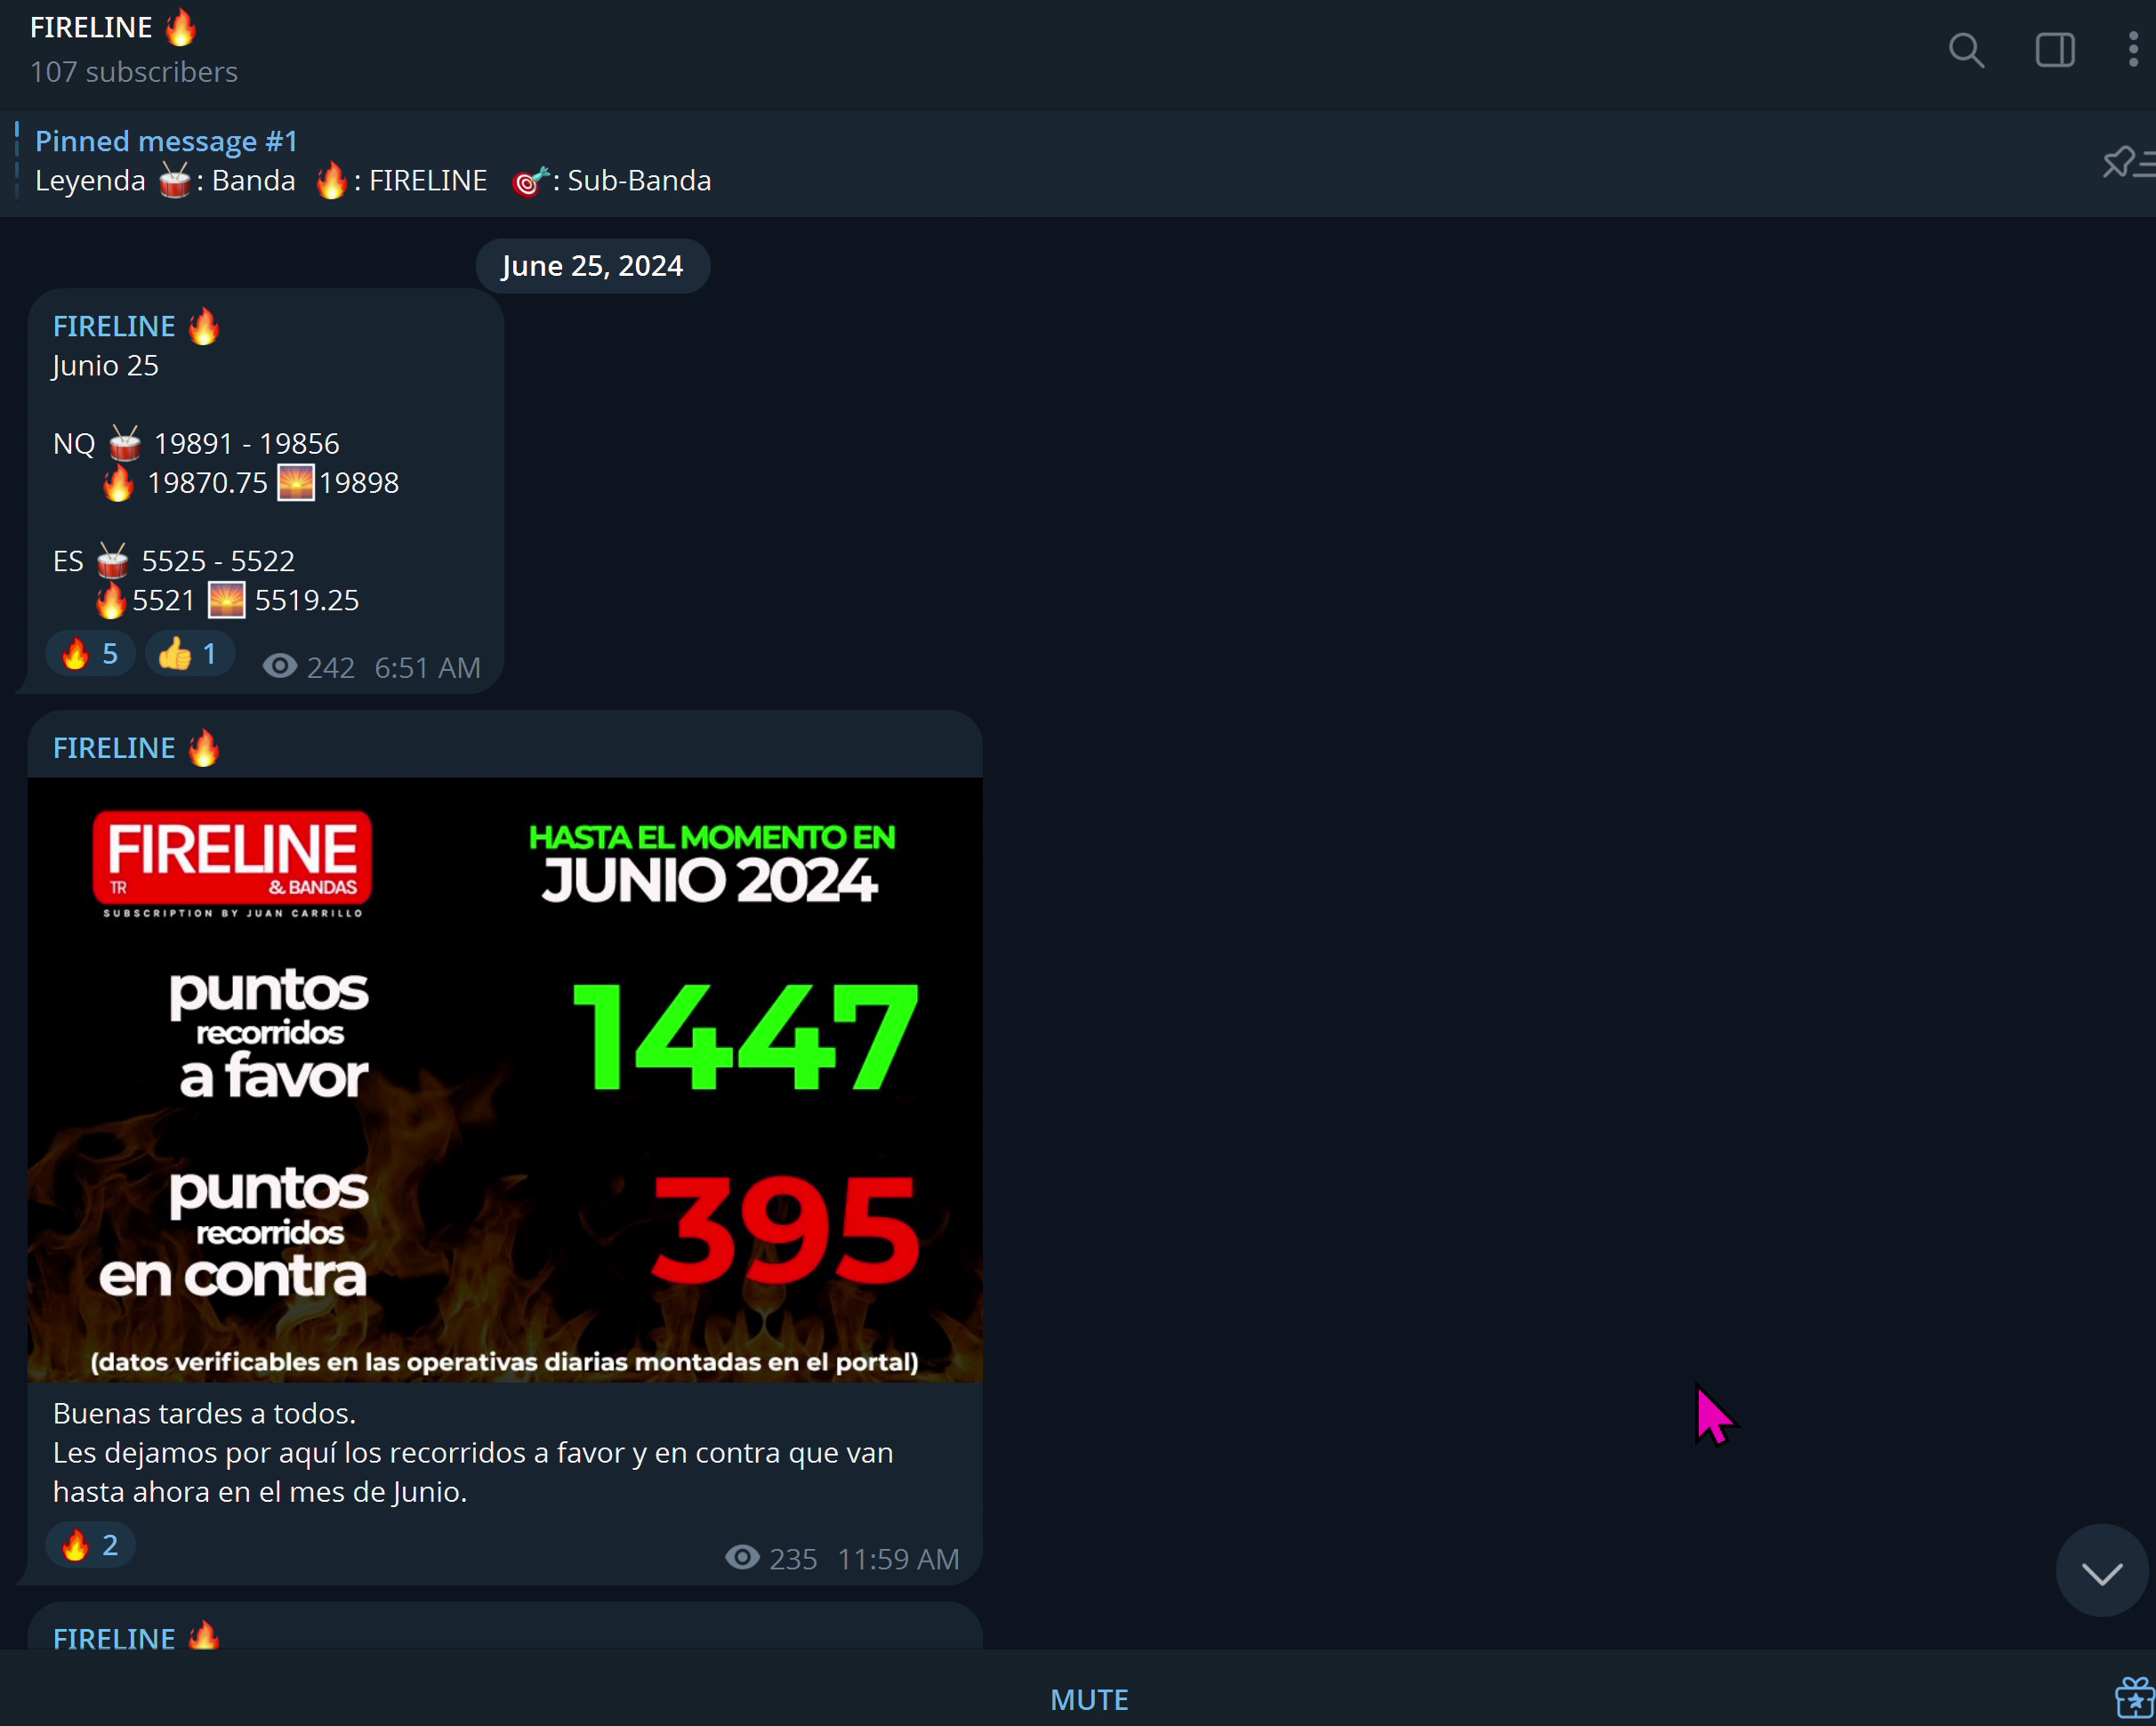 FIRELINE 🔥
107 subscribers
Pinned message #1
Leyenda 🥁: Banda 🔥: FIRELINE 🎯: Sub-Banda
June 25, 2024
FIRELINE 🔥
Junio 25
NQ 🥁 19891 - 19856
🔥 19870.75 🌅19898
ES 🥁 5525 - 5522
🔥5521 🌅 5519.25
🔥 5 👍 1 242 6:51 AM
FIRELINE 🔥
FIRELINE
TR & BANDAS
SUBSCRIPTION BY JUAN CARRILLO
HASTA EL MOMENTO EN
JUNIO 2024
puntos
recorridos
a favor
1447
puntos
recorridos
en contra
395
(datos verificables en las operativas diarias montadas en el portal)
Buenas tardes a todos.
Les dejamos por aquí los recorridos a favor y en contra que van
hasta ahora en el mes de Junio.
🔥 2 235 11:59 AM
FIRELINE 🔥
MUTE